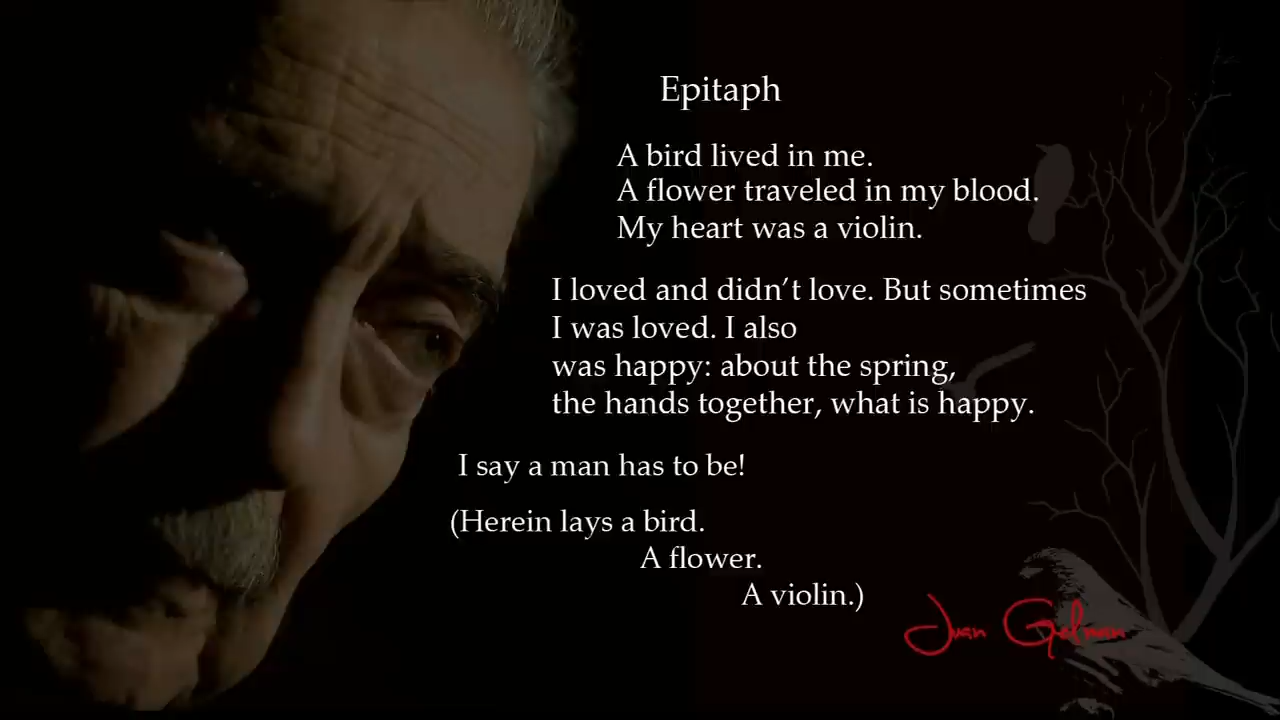 Epitaph
A bird lived in me.
A flower traveled in my blood.
My heart was a violin.
I loved and didn’t love. But sometimes
I was loved. I also
was happy: about the spring,
the hands together, what is happy.
I say a man has to be!
(Herein lays a bird.
A flower.
A violin.)
Juan Gelman